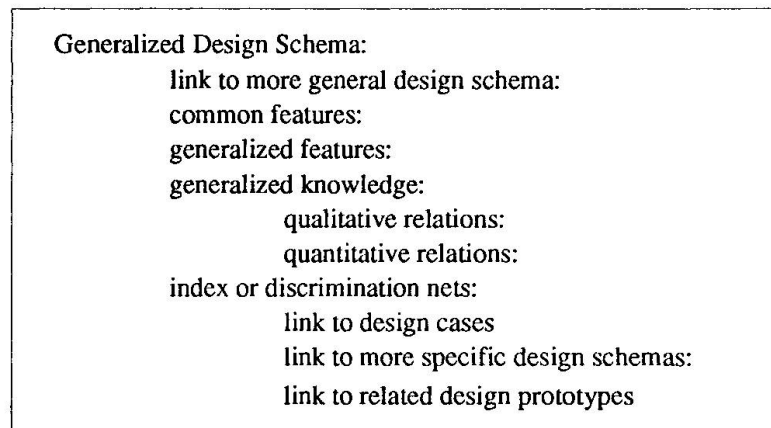 Generalized Design Schema:
link to more general design schema:
common features:
generalized features:
generalized knowledge:
qualitative relations:
quantitative relations:
index or discrimination nets:
link to design cases
link to more specific design schemas:
link to related design prototypes